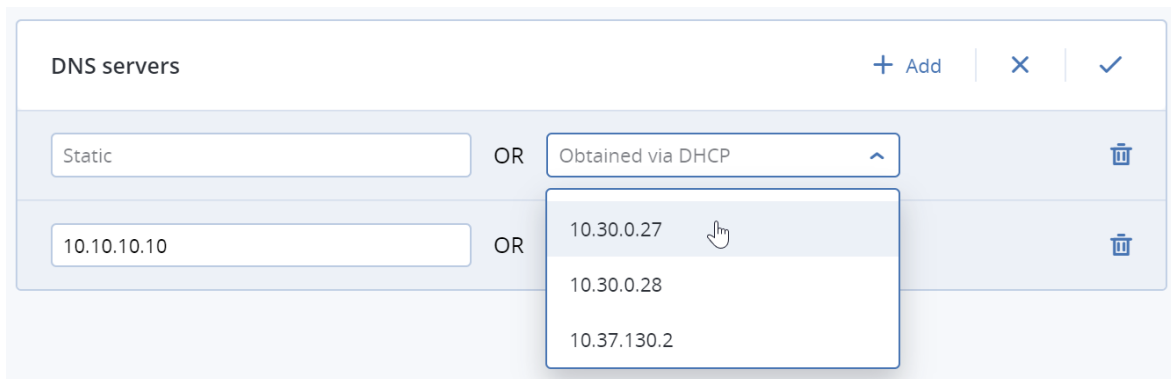 DNS servers
+ Add
Static OR Obtained via DHCP
10.30.0.27
10.10.10.10 OR
10.30.0.28
10.37.130.2